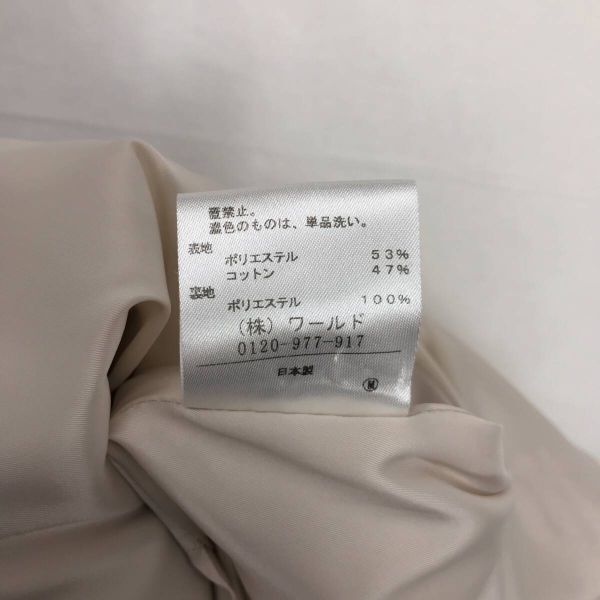 置禁止。
濃色のものは、単品洗い。
表地
ポリエステル 53%
コットン 47%
裏地
ポリエステル 100%
(株)ワールド
0120-977-917
日本製
M